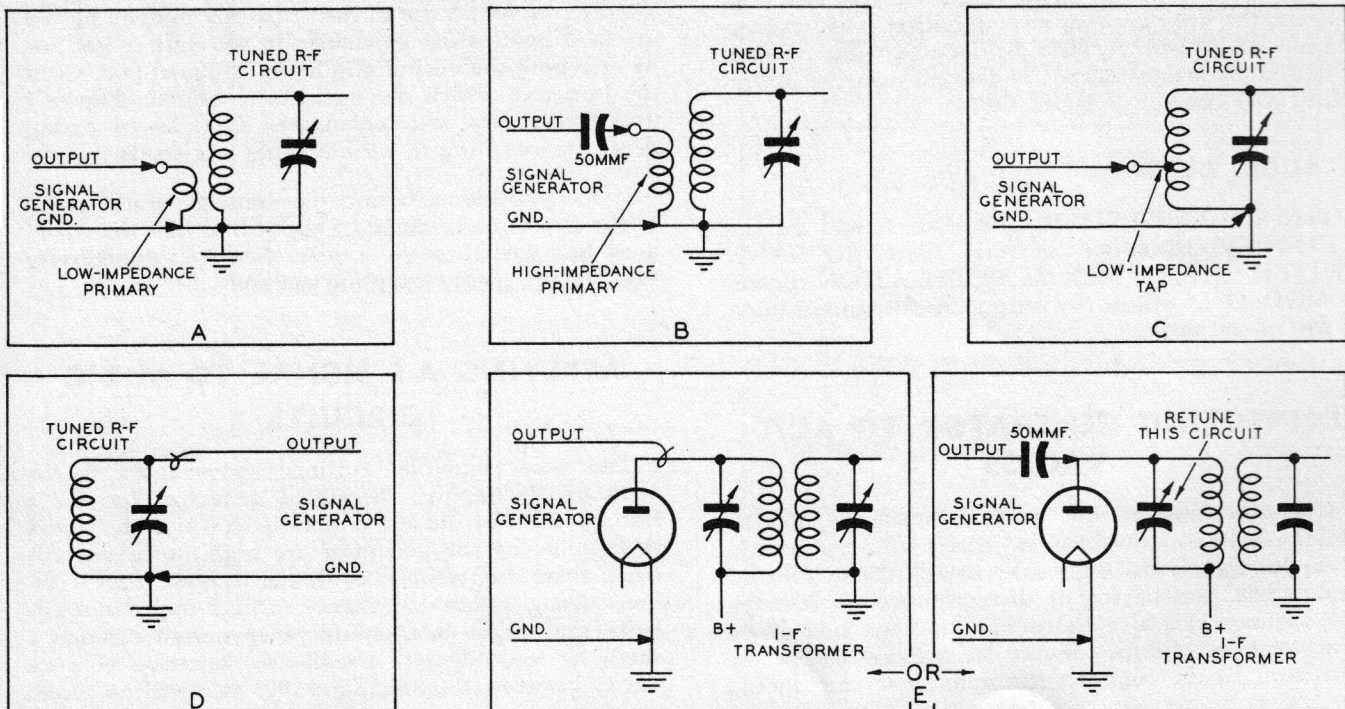 TUNED R-F
CIRCUIT
OUTPUT
SIGNAL
GENERATOR
GND.
LOW-IMPEDANCE
PRIMARY
A
TUNED R-F
CIRCUIT
OUTPUT
50MMF
SIGNAL
GENERATOR
GND.
HIGH-IMPEDANCE
PRIMARY
B
TUNED R-F
CIRCUIT
OUTPUT
SIGNAL
GENERATOR
GND.
LOW-IMPEDANCE
TAP
C
TUNED R-F
CIRCUIT
OUTPUT
SIGNAL
GENERATOR
GND.
D
OUTPUT
SIGNAL
GENERATOR
GND.
B+
I-F
TRANSFORMER
OR
E
50MMF.
OUTPUT
RETUNE
THIS CIRCUIT
SIGNAL
GENERATOR
GND.
B+
I-F
TRANSFORMER